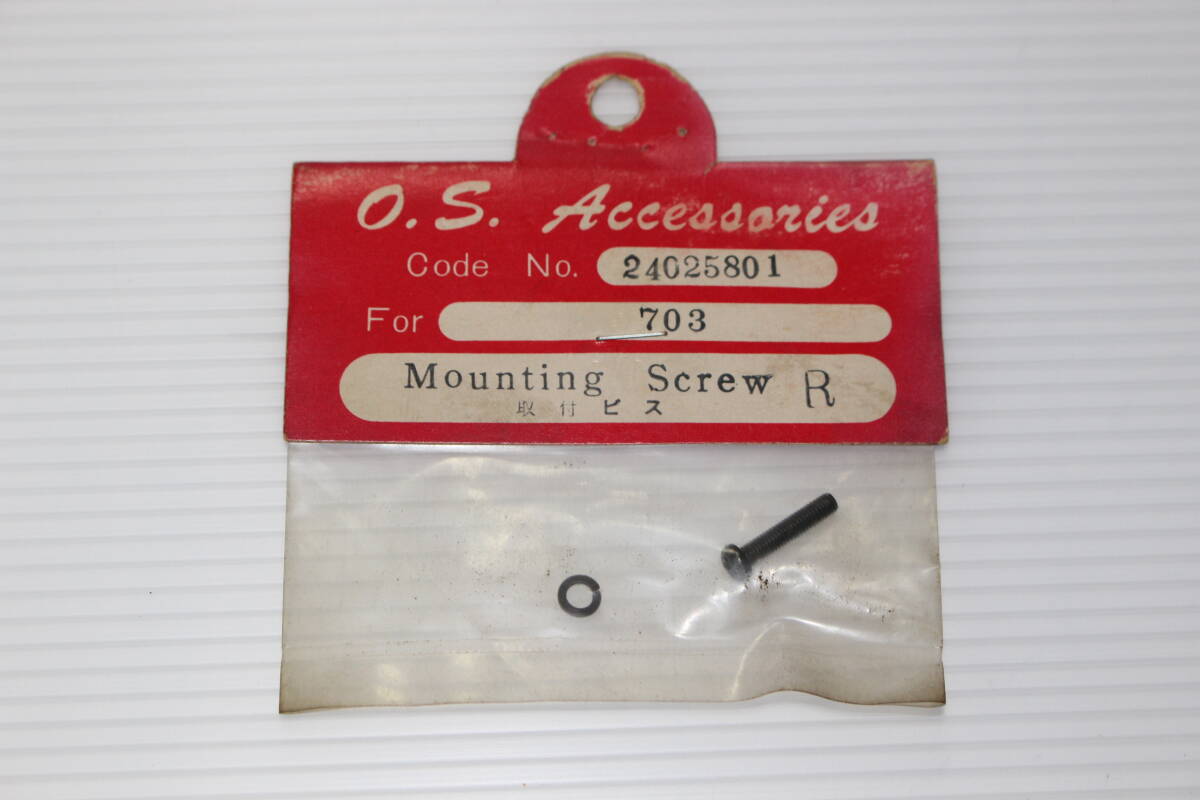 O.S. Accessories
Code No. 24025801
For 703
Mounting Screw R
取付ビス